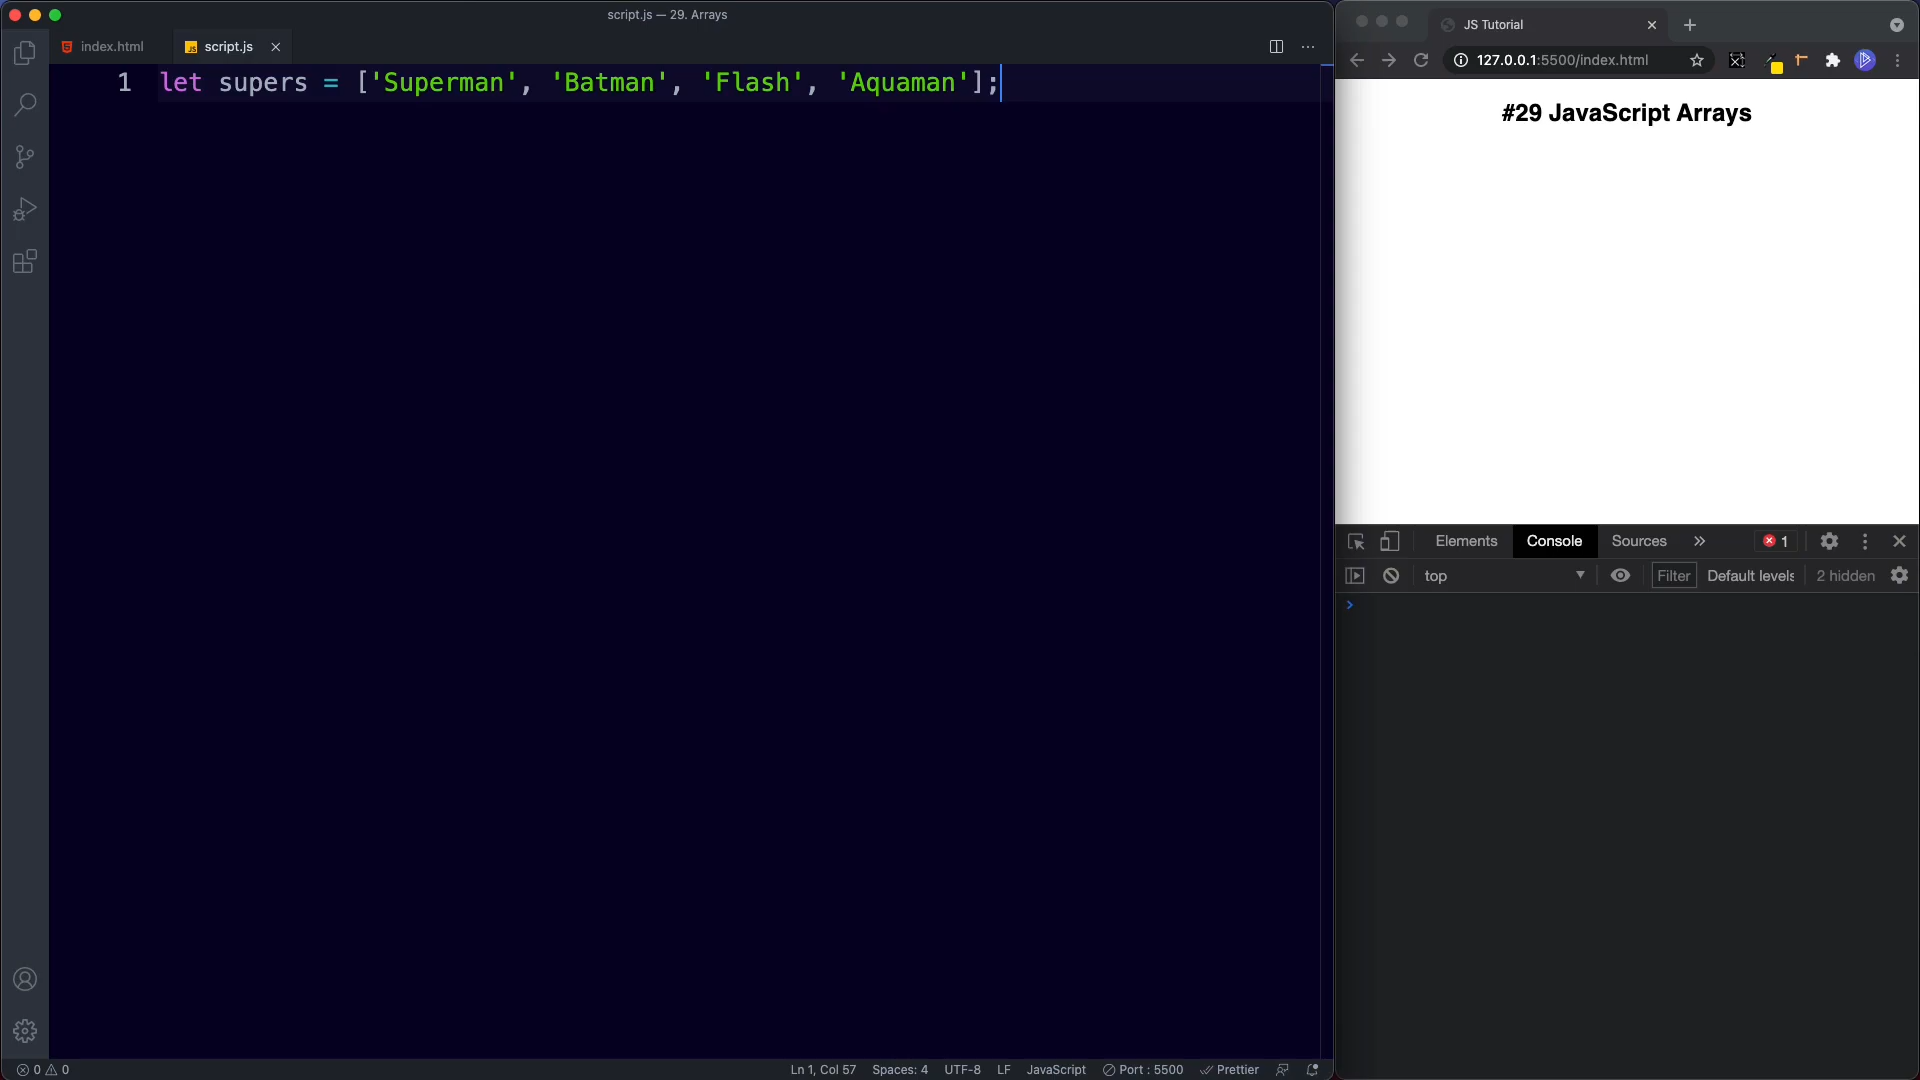 script.js — 29. Arrays
index.html
script.js
1 let supers = ['Superman', 'Batman', 'Flash', 'Aquaman'];
0 0
Ln 1, Col 57 Spaces: 4 UTF-8 LF JavaScript Port : 5500 Prettier
JS Tutorial
127.0.0.1:5500/index.html
#29 JavaScript Arrays
Elements Console Sources » 1
top Filter Default levels 2 hidden
>